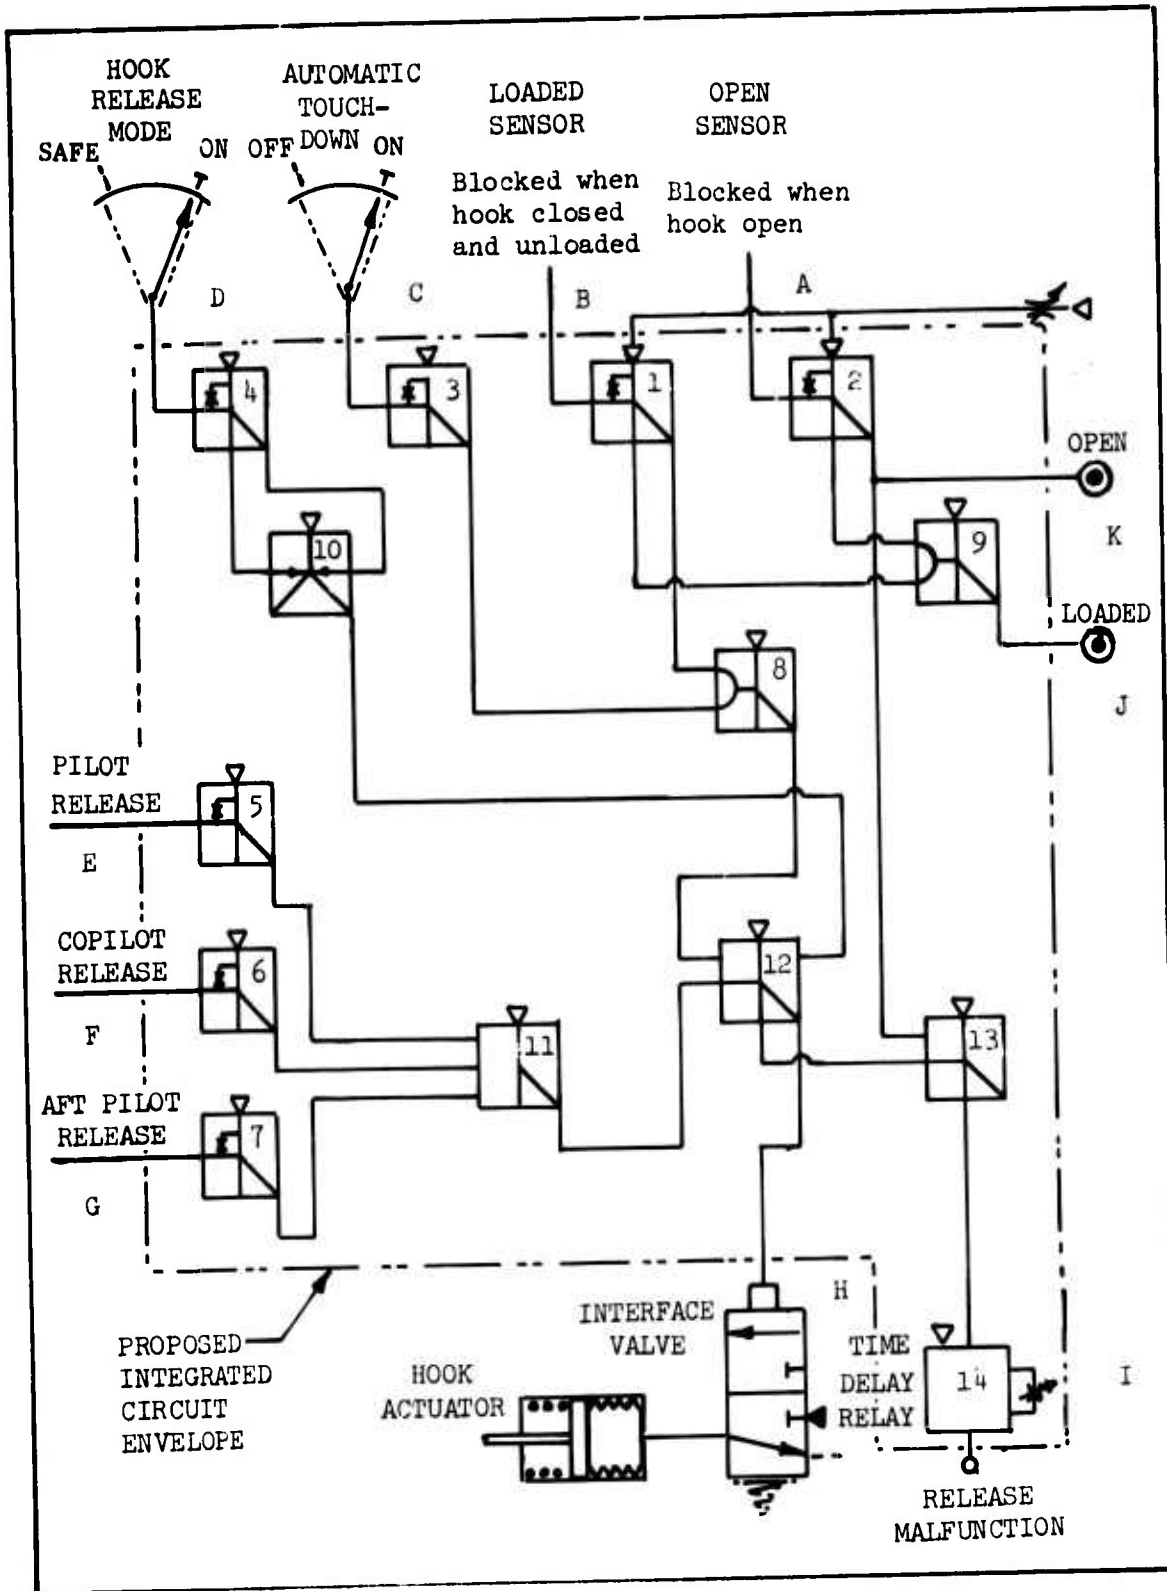 HOOK
RELEASE
MODE
SAFE
ON
AUTOMATIC
TOUCH-
DOWN
OFF
ON
LOADED
SENSOR
OPEN
SENSOR
Blocked when
hook closed
and unloaded
Blocked when
hook open
D
C
B
A
4
3
1
2
OPEN
K
10
9
LOADED
J
8
PILOT
RELEASE
E
5
COPILOT
RELEASE
F
6
12
11
13
AFT PILOT
RELEASE
G
7
PROPOSED
INTEGRATED
CIRCUIT
ENVELOPE
INTERFACE
VALVE
H
HOOK
ACTUATOR
TIME
DELAY
RELAY
14
I
RELEASE
MALFUNCTION